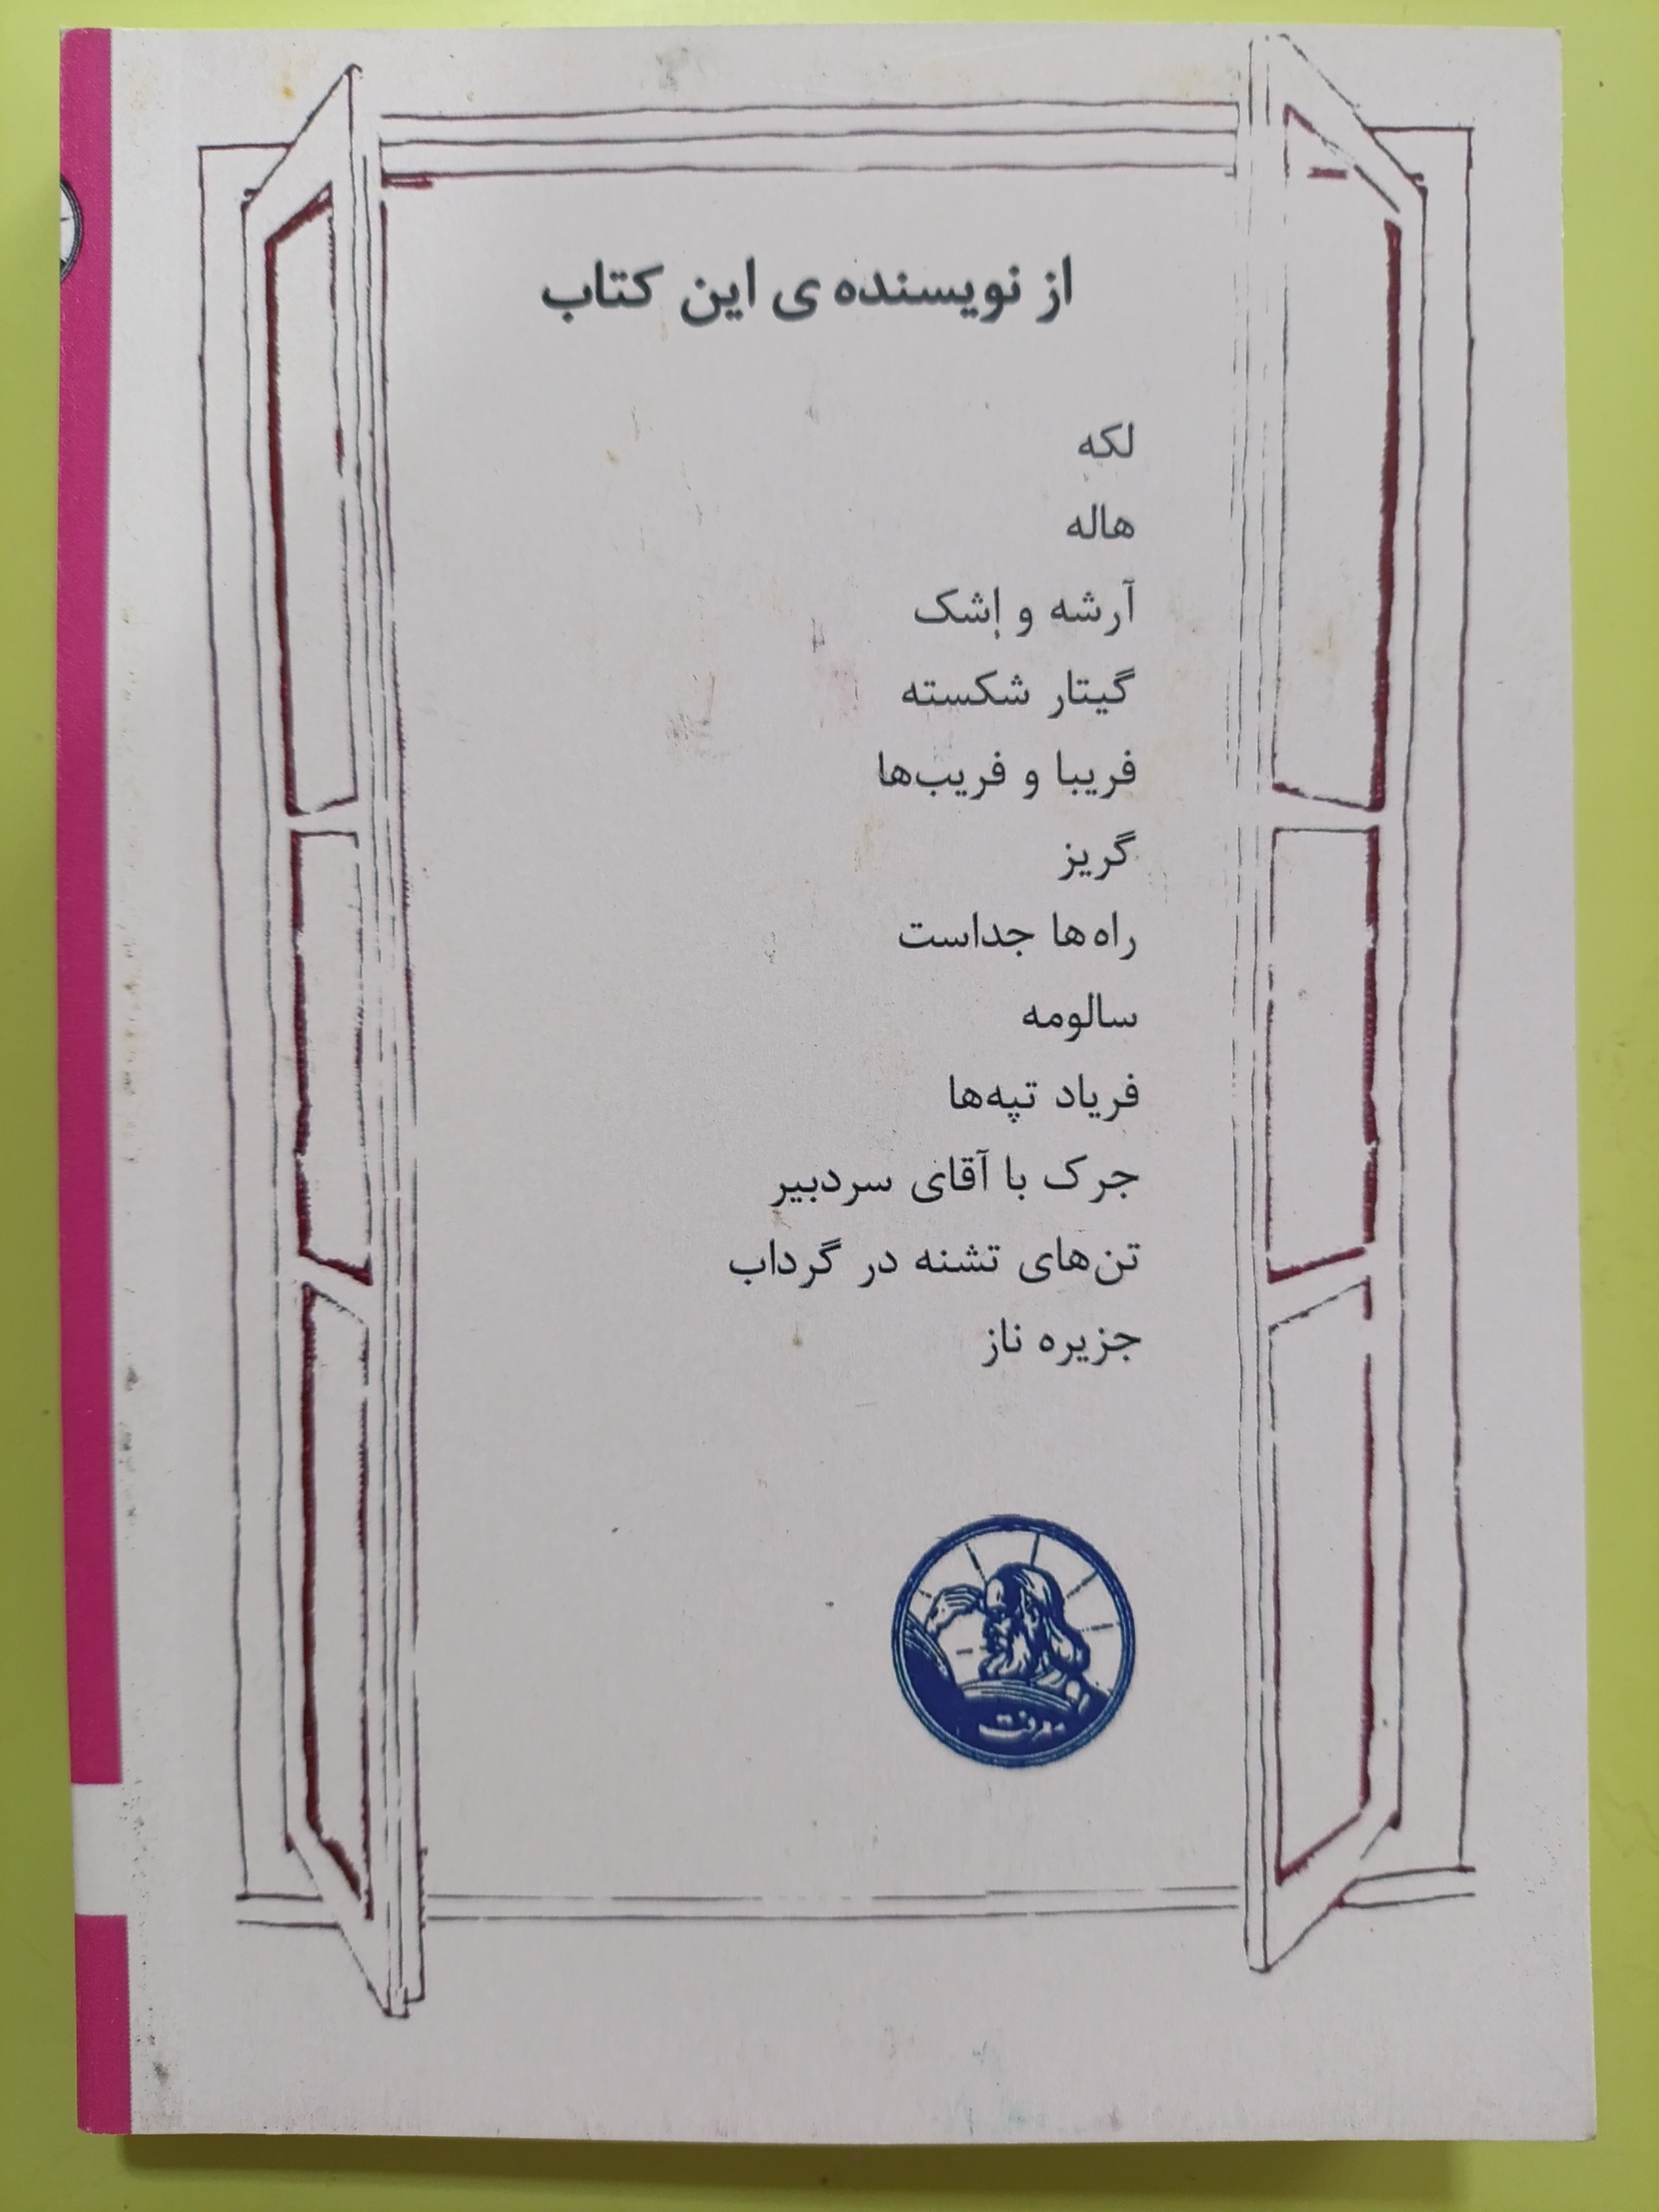 از نویسنده ی این کتاب
لکه
هاله
آرشه و اِشک
گیتار شکسته
فریبا و فریب‌ها
گریز
راه‌ها جداست
سالومه
فریاد تپه‌ها
جرک با آقای سردبیر
تن‌های تشنه در گرداب
جزیره ناز
معرفت